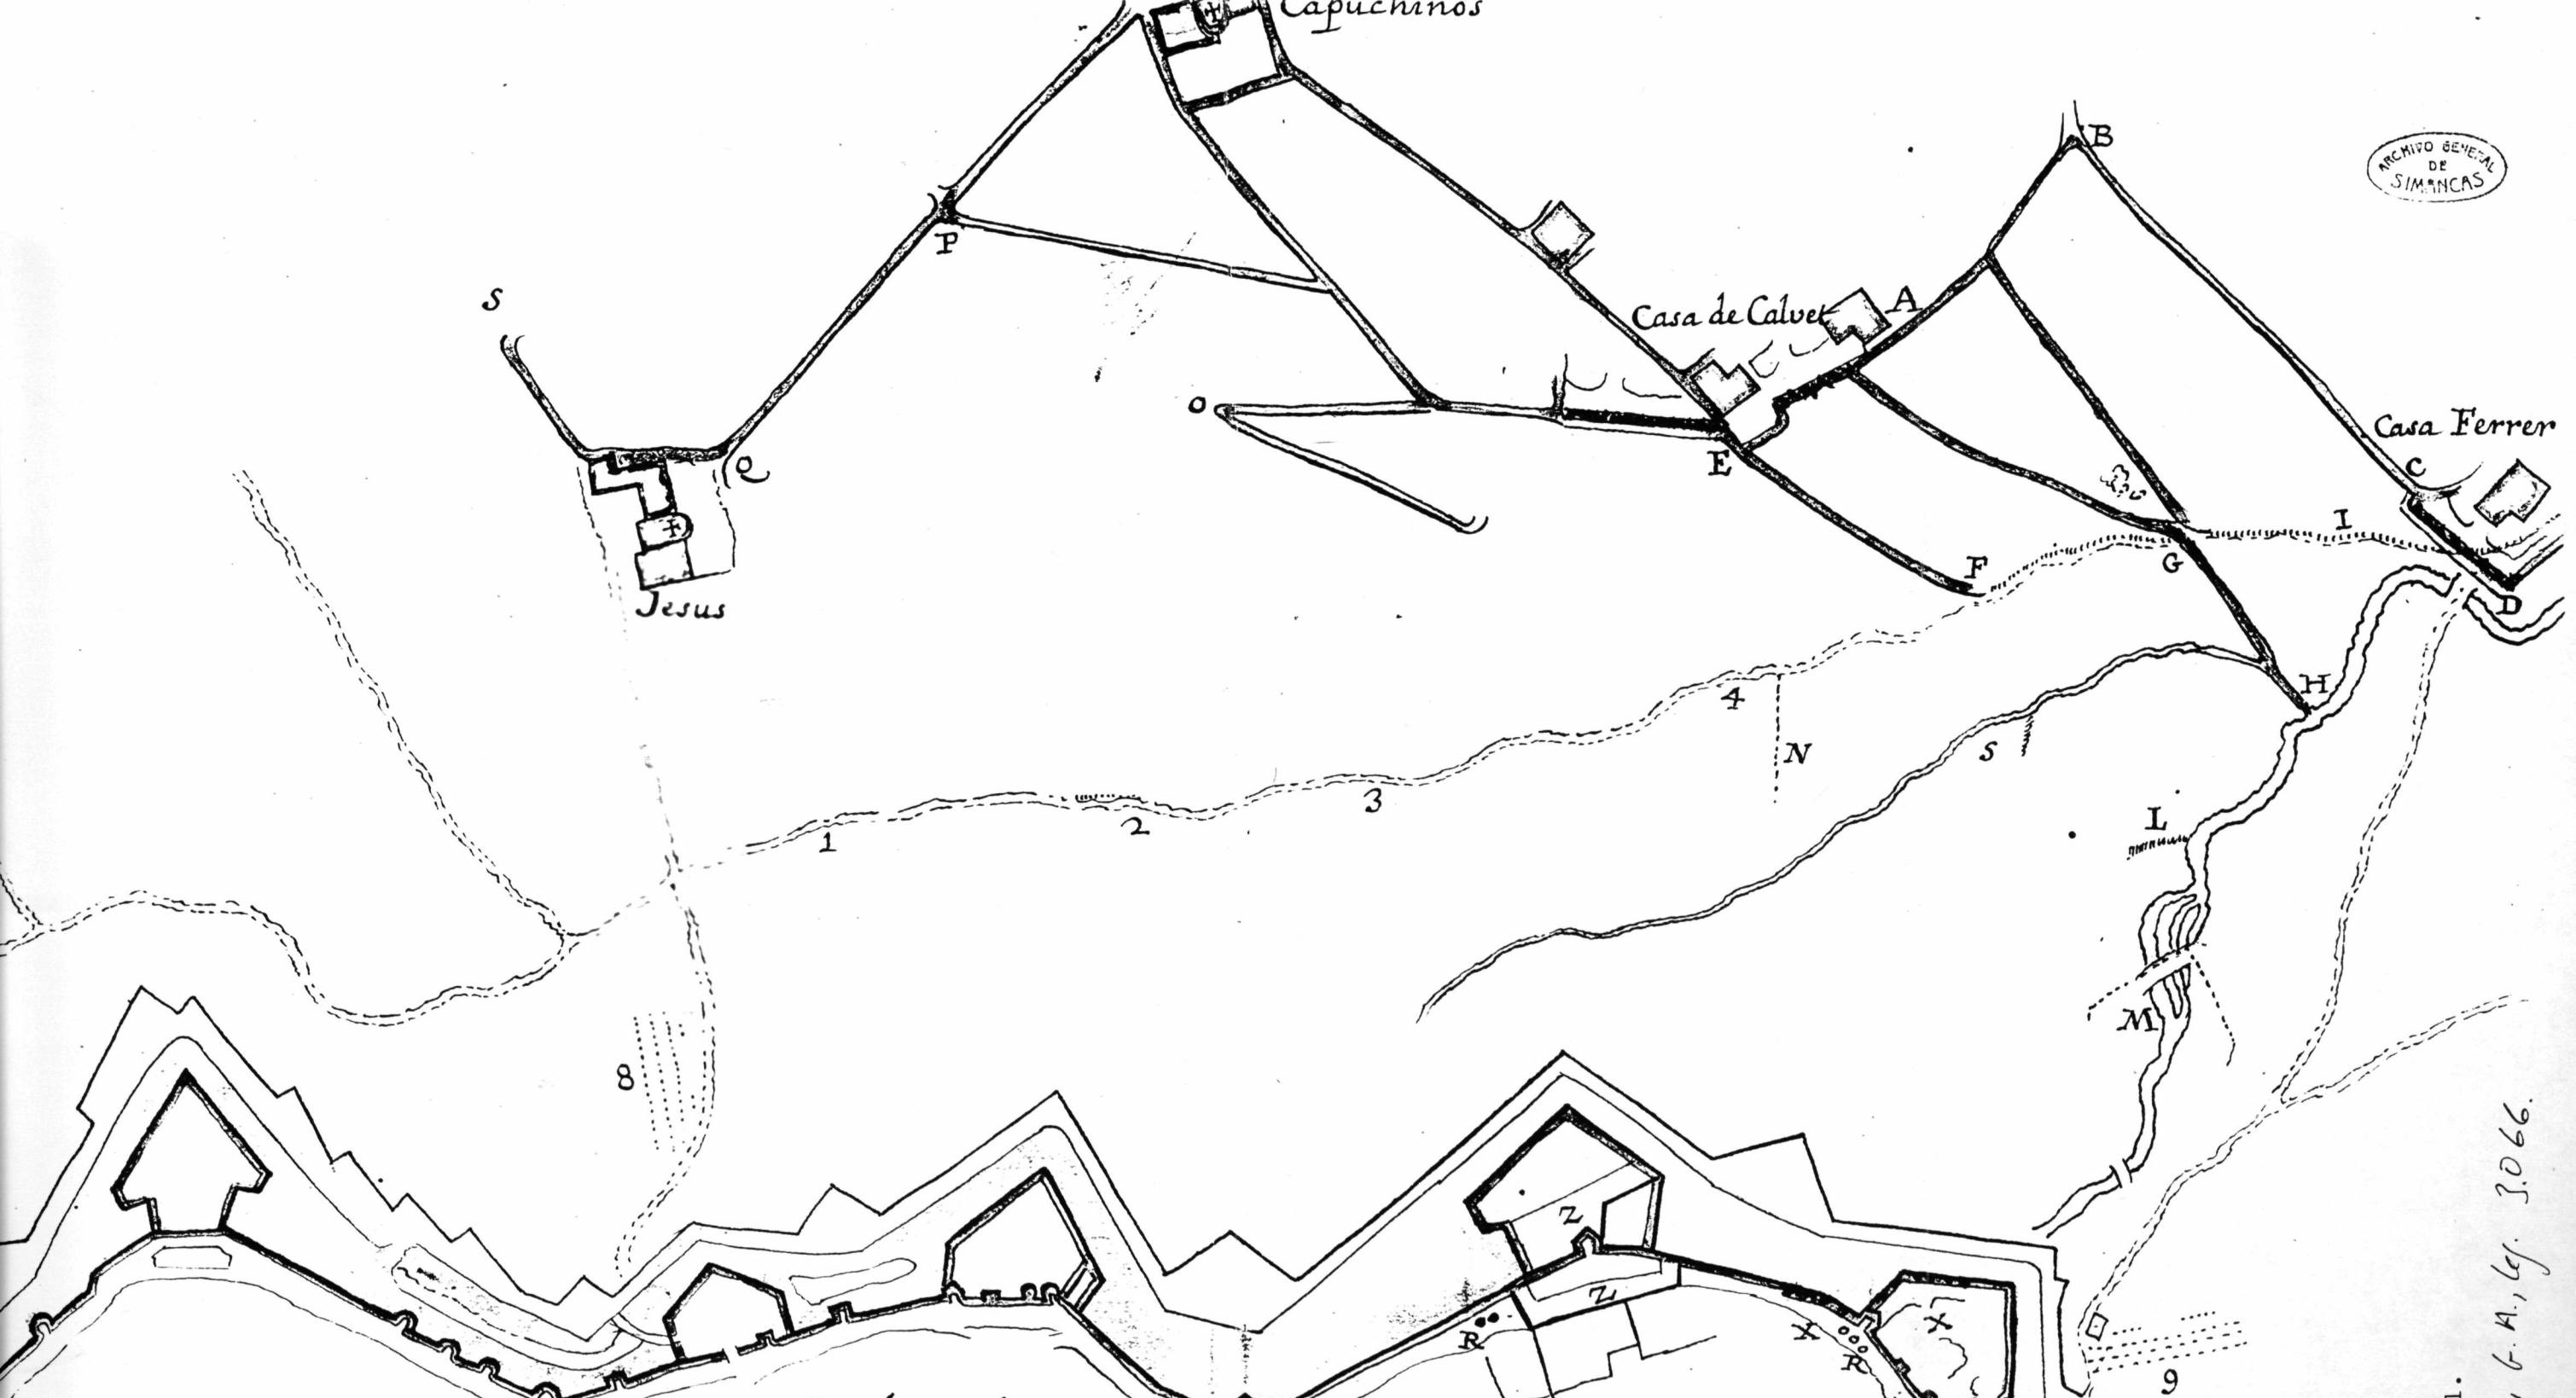 Capuchinos
B
ARCHIVO GENERAL
DE
SIMANCAS
P
S
Casa de Calvet
A
O
Casa Ferrer
C
E
Q
I
F
G
D
Jesus
H
4
N
S
3
L
2
1
M
8
Z
Z
R
X
X
R
9
G. A., leg. 3066.